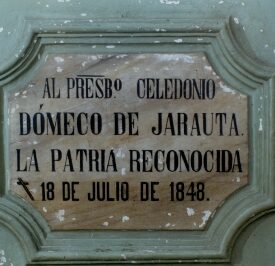 AL PRESBº CELEDONIO
DÓMECO DE JARAUTA.
LA PATRIA RECONOCIDA
18 DE JULIO DE 1848.